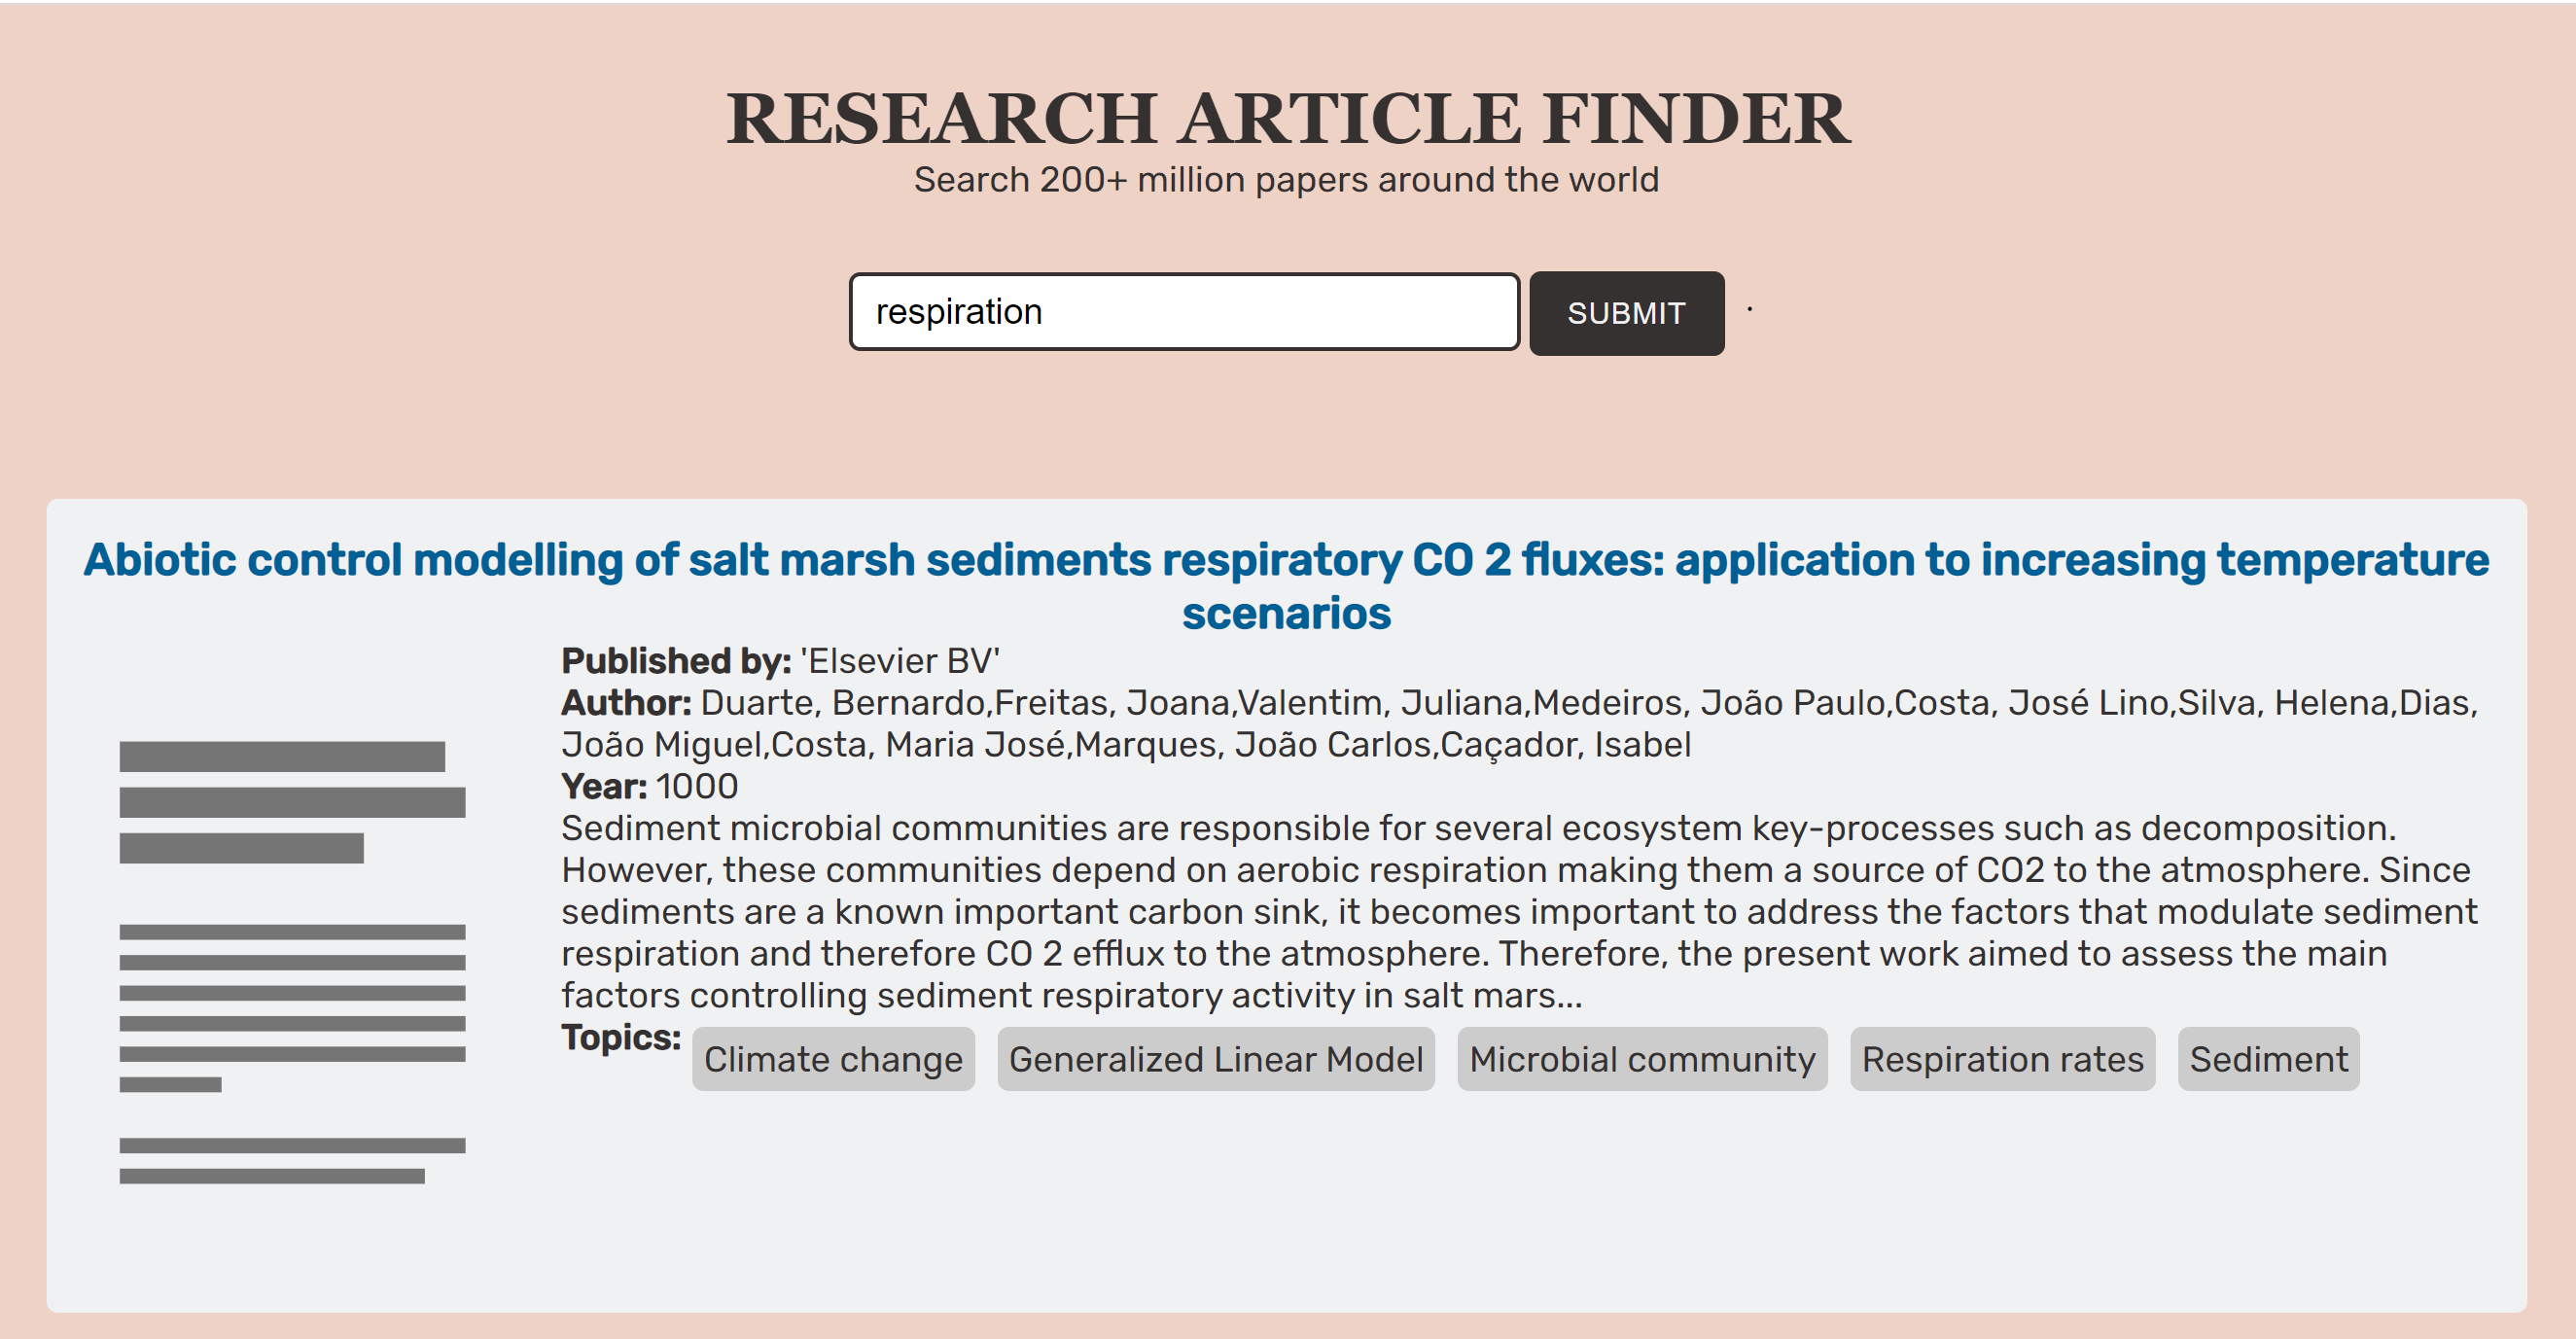 RESEARCH ARTICLE FINDER
Search 200+ million papers around the world
respiration SUBMIT .
Abiotic control modelling of salt marsh sediments respiratory CO 2 fluxes: application to increasing temperature
scenarios
Published by: 'Elsevier BV'
Author: Duarte, Bernardo,Freitas, Joana,Valentim, Juliana,Medeiros, João Paulo,Costa, José Lino,Silva, Helena,Dias,
João Miguel,Costa, Maria José,Marques, João Carlos,Caçador, Isabel
Year: 1000
Sediment microbial communities are responsible for several ecosystem key-processes such as decomposition.
However, these communities depend on aerobic respiration making them a source of CO2 to the atmosphere. Since
sediments are a known important carbon sink, it becomes important to address the factors that modulate sediment
respiration and therefore CO 2 efflux to the atmosphere. Therefore, the present work aimed to assess the main
factors controlling sediment respiratory activity in salt mars...
Topics: Climate change Generalized Linear Model Microbial community Respiration rates Sediment